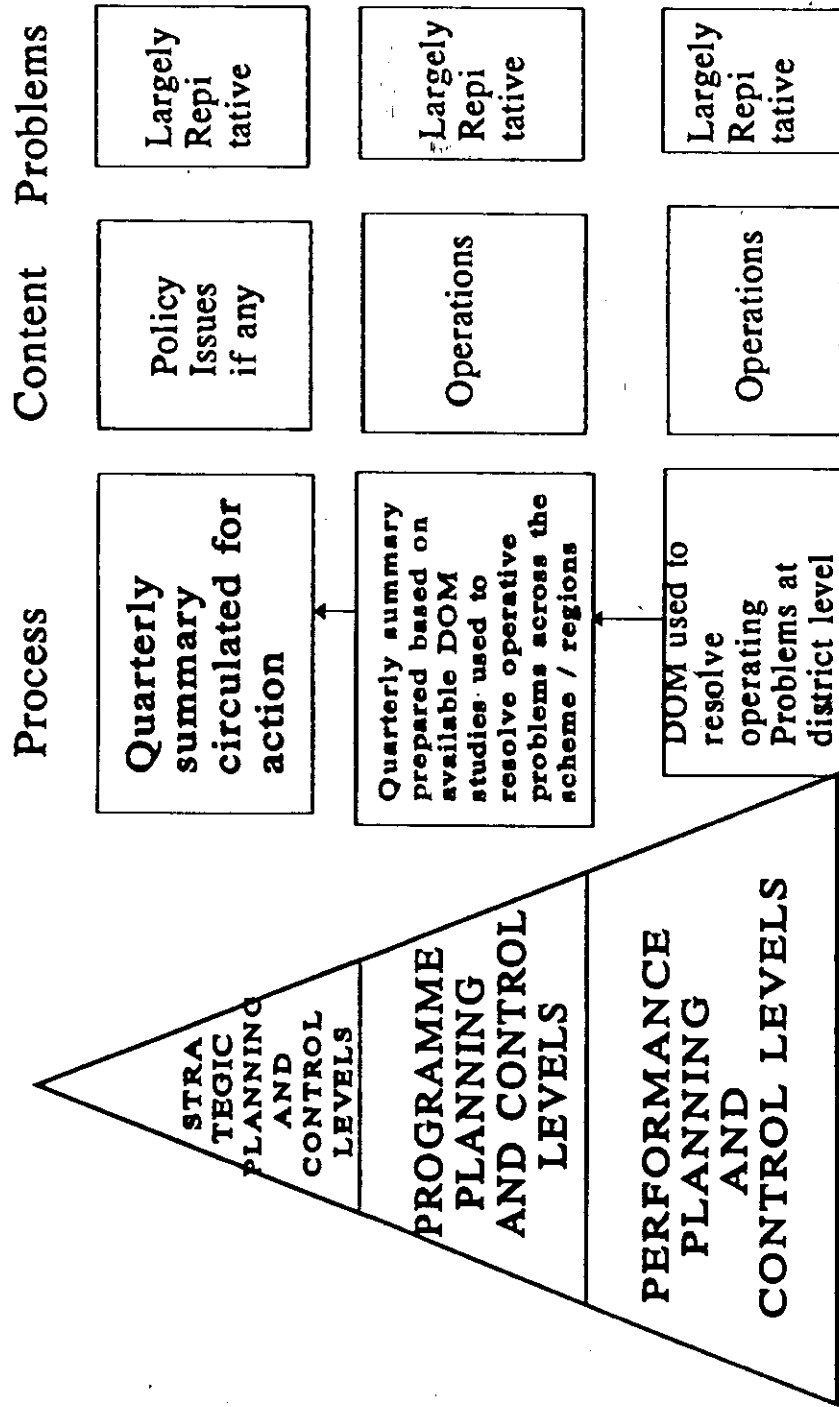 Process Content Problems
STRA
TEGIC
PLANNING
AND
CONTROL
LEVELS
Quarterly
summary
circulated for
action
Policy
Issues
if any
Largely
Repi
tative
PROGRAMME
PLANNING
AND CONTROL
LEVELS
Quarterly summary
prepared based on
available DOM
studies used to
resolve operative
problems across the
scheme / regions
Operations
Largely
Repi
tative
PERFORMANCE
PLANNING
AND
CONTROL LEVELS
DOM used to
resolve
operating
Problems at
district level
Operations
Largely
Repi
tative